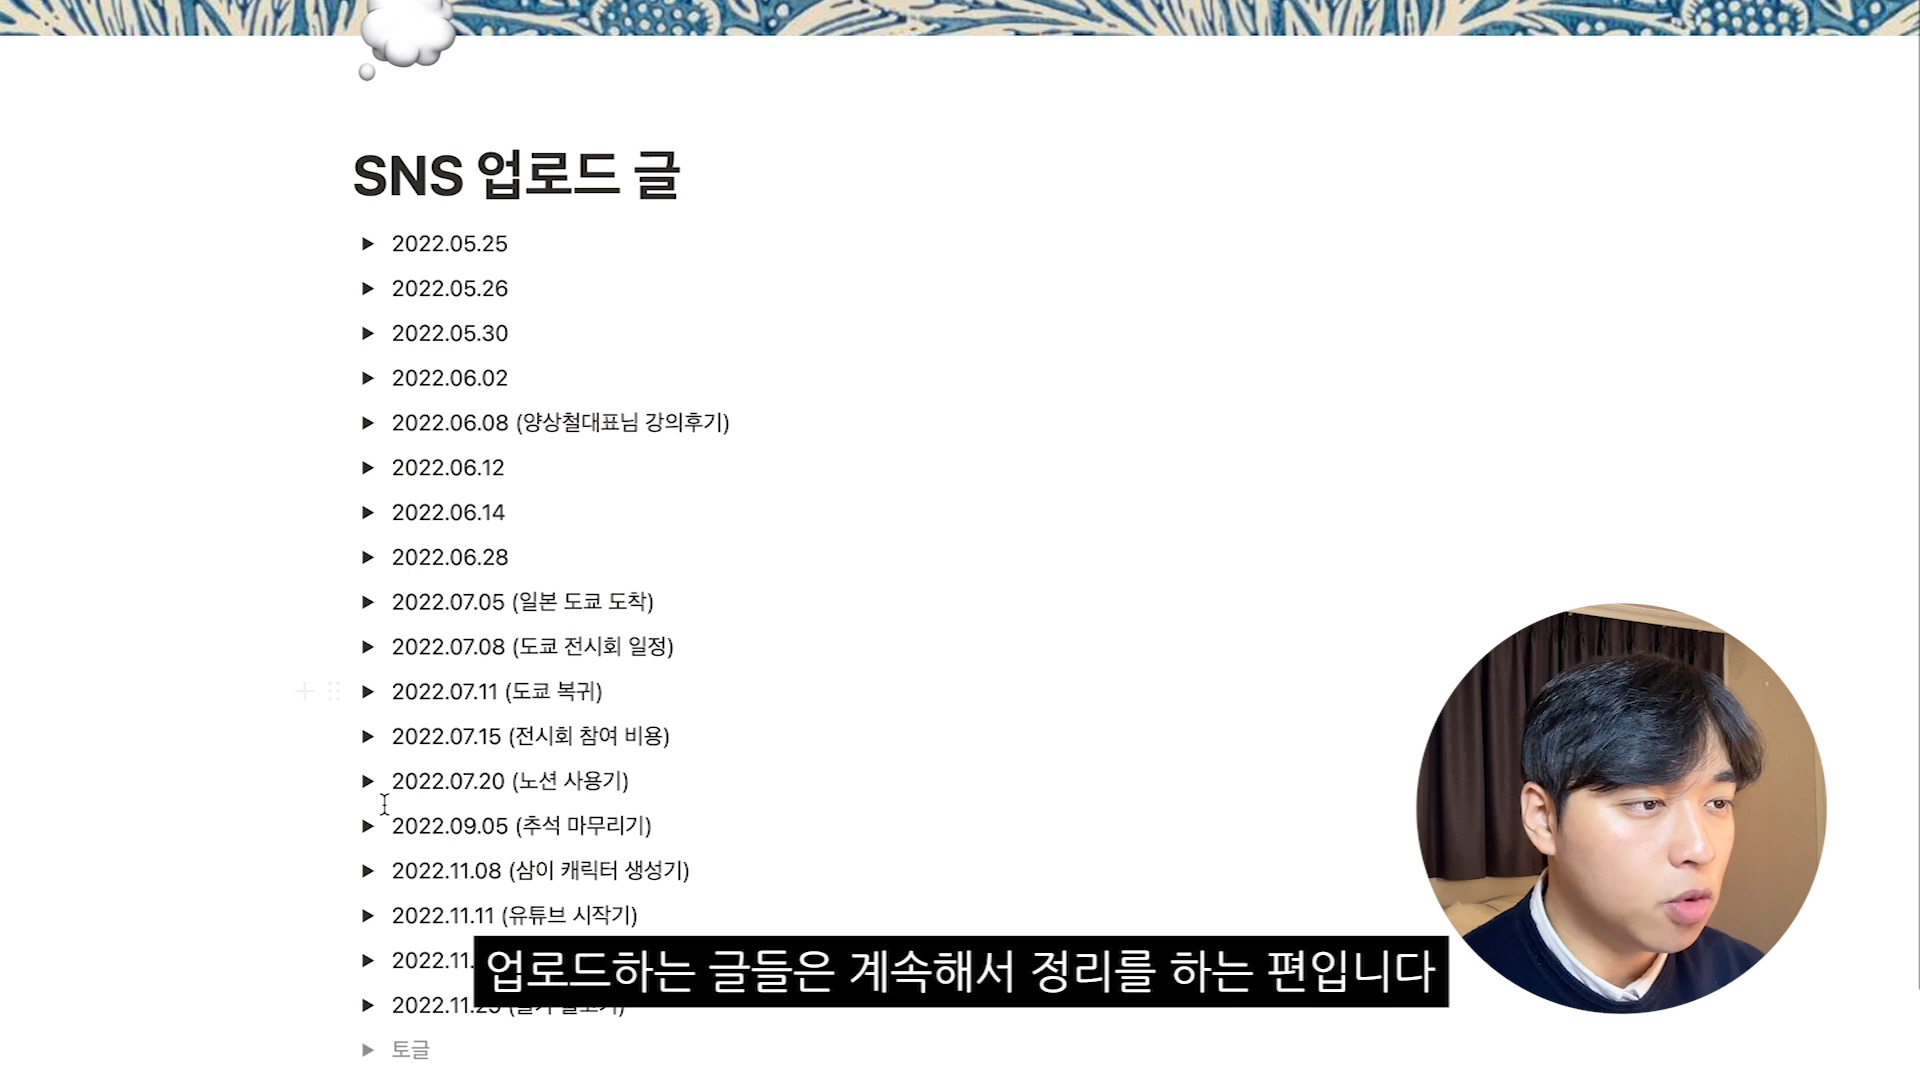 SNS 업로드 글
2022.05.25
2022.05.26
2022.05.30
2022.06.02
2022.06.08 (양상철대표님 강의후기)
2022.06.12
2022.06.14
2022.06.28
2022.07.05 (일본 도쿄 도착)
2022.07.08 (도쿄 전시회 일정)
2022.07.11 (도쿄 복귀)
2022.07.15 (전시회 참여 비용)
2022.07.20 (노션 사용기)
2022.09.05 (추석 마무리기)
2022.11.08 (삼이 캐릭터 생성기)
2022.11.11 (유튜브 시작기)
2022.11.
업로드하는 글들은 계속해서 정리를 하는 편입니다
2022.11.23
토글